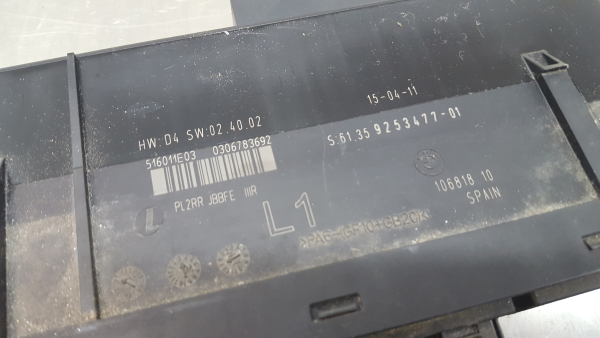 HW:D4 SW:02.40.02
15-04-11
516011E03 0306783692
S:61.35 9253477-01
PL2RR JBBFE IIIR
106818 10
SPAIN
L1